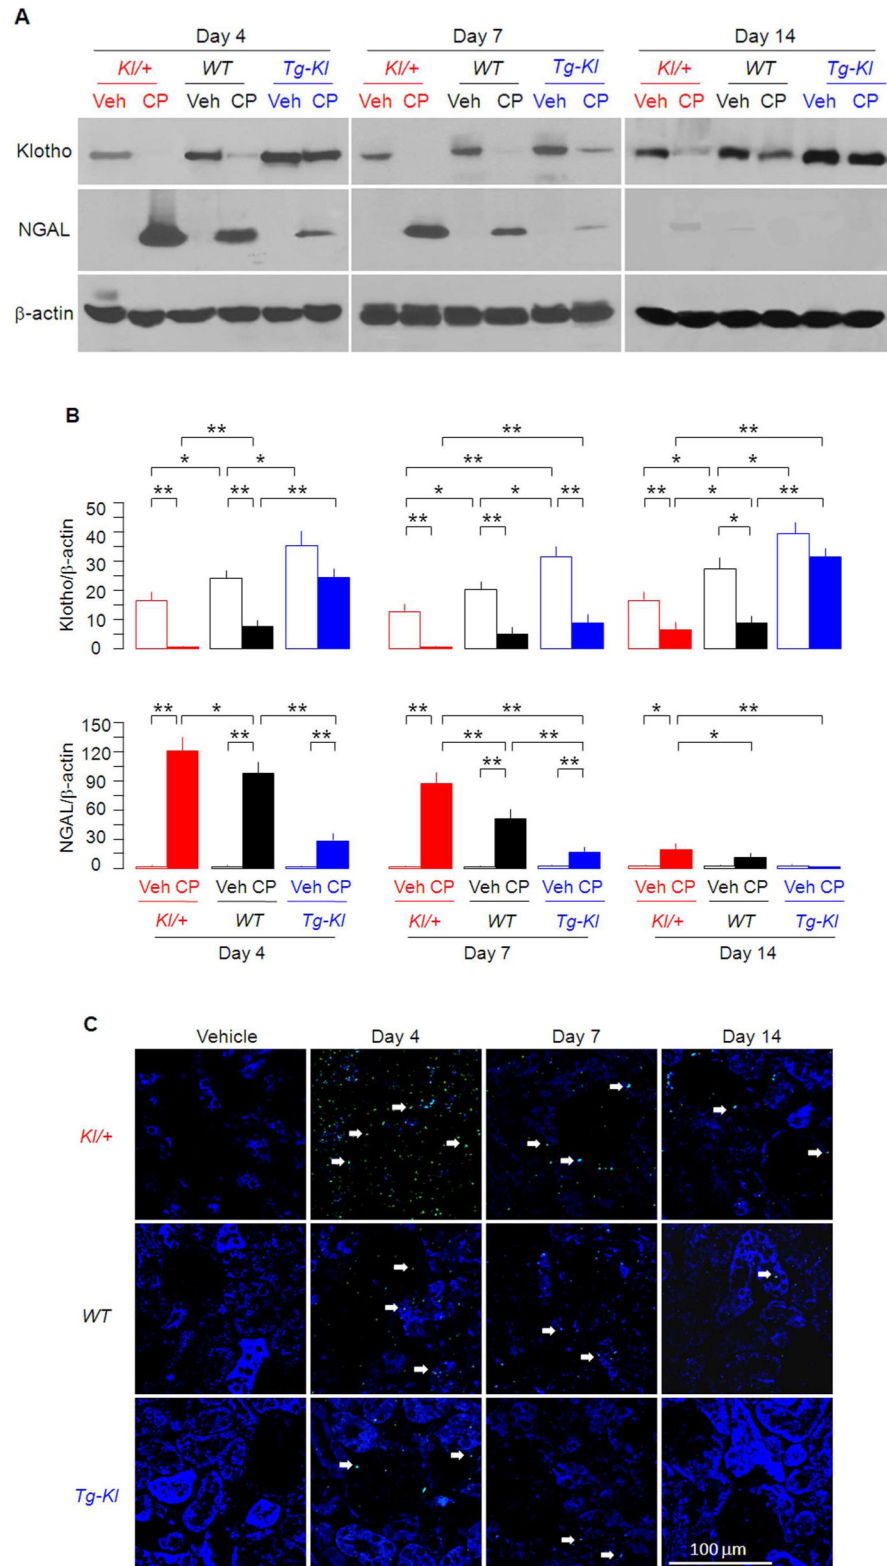 A
Day 4 Day 7 Day 14
Kl/+ WT Tg-Kl Kl/+ WT Tg-Kl Kl/+ WT Tg-Kl
Veh CP Veh CP Veh CP Veh CP Veh CP Veh CP Veh CP Veh CP Veh CP
Klotho
NGAL
β-actin
B
** ** **
* * ** * *
** ** ** * * ** ** * **
** ** *
Klotho/β-actin
50
40
30
20
10
0
** * ** ** ** * **
** ** ** ** *
** **
NGAL/β-actin
150
120
90
60
30
0
Veh CP Veh CP Veh CP Veh CP Veh CP Veh CP Veh CP Veh CP Veh CP
Kl/+ WT Tg-Kl Kl/+ WT Tg-Kl Kl/+ WT Tg-Kl
Day 4 Day 7 Day 14
C
Vehicle Day 4 Day 7 Day 14
Kl/+
WT
Tg-Kl
100 µm